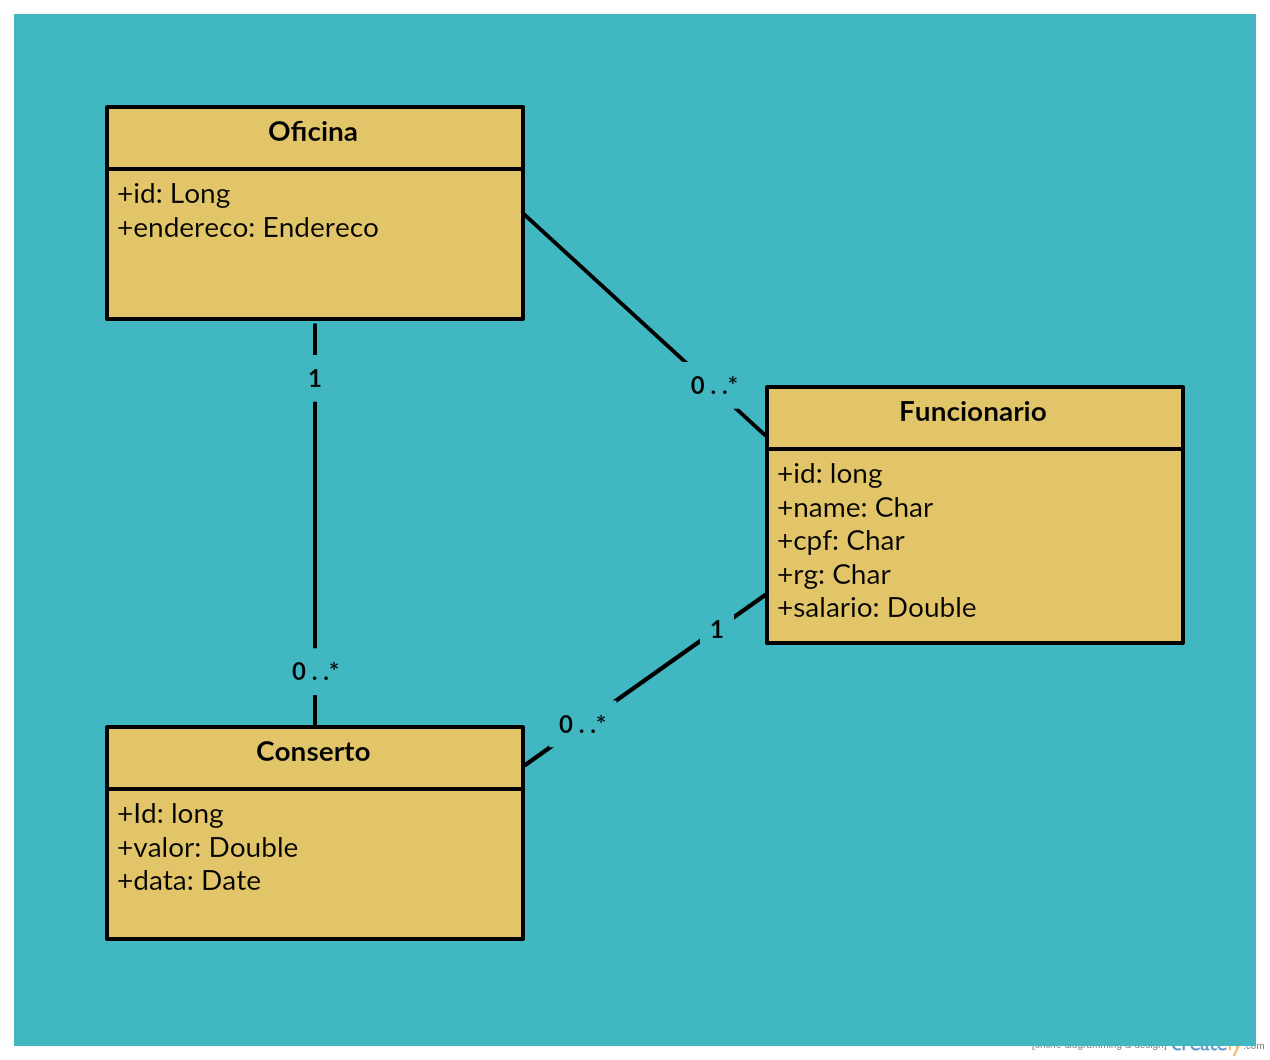 Oficina
+id: Long
+endereco: Endereco
1
0 . .*
Funcionario
+id: long
+name: Char
+cpf: Char
+rg: Char
+salario: Double
1
0 . .*
0 . .*
Conserto
+Id: long
+valor: Double
+data: Date
[online diagramming & design] creately.com